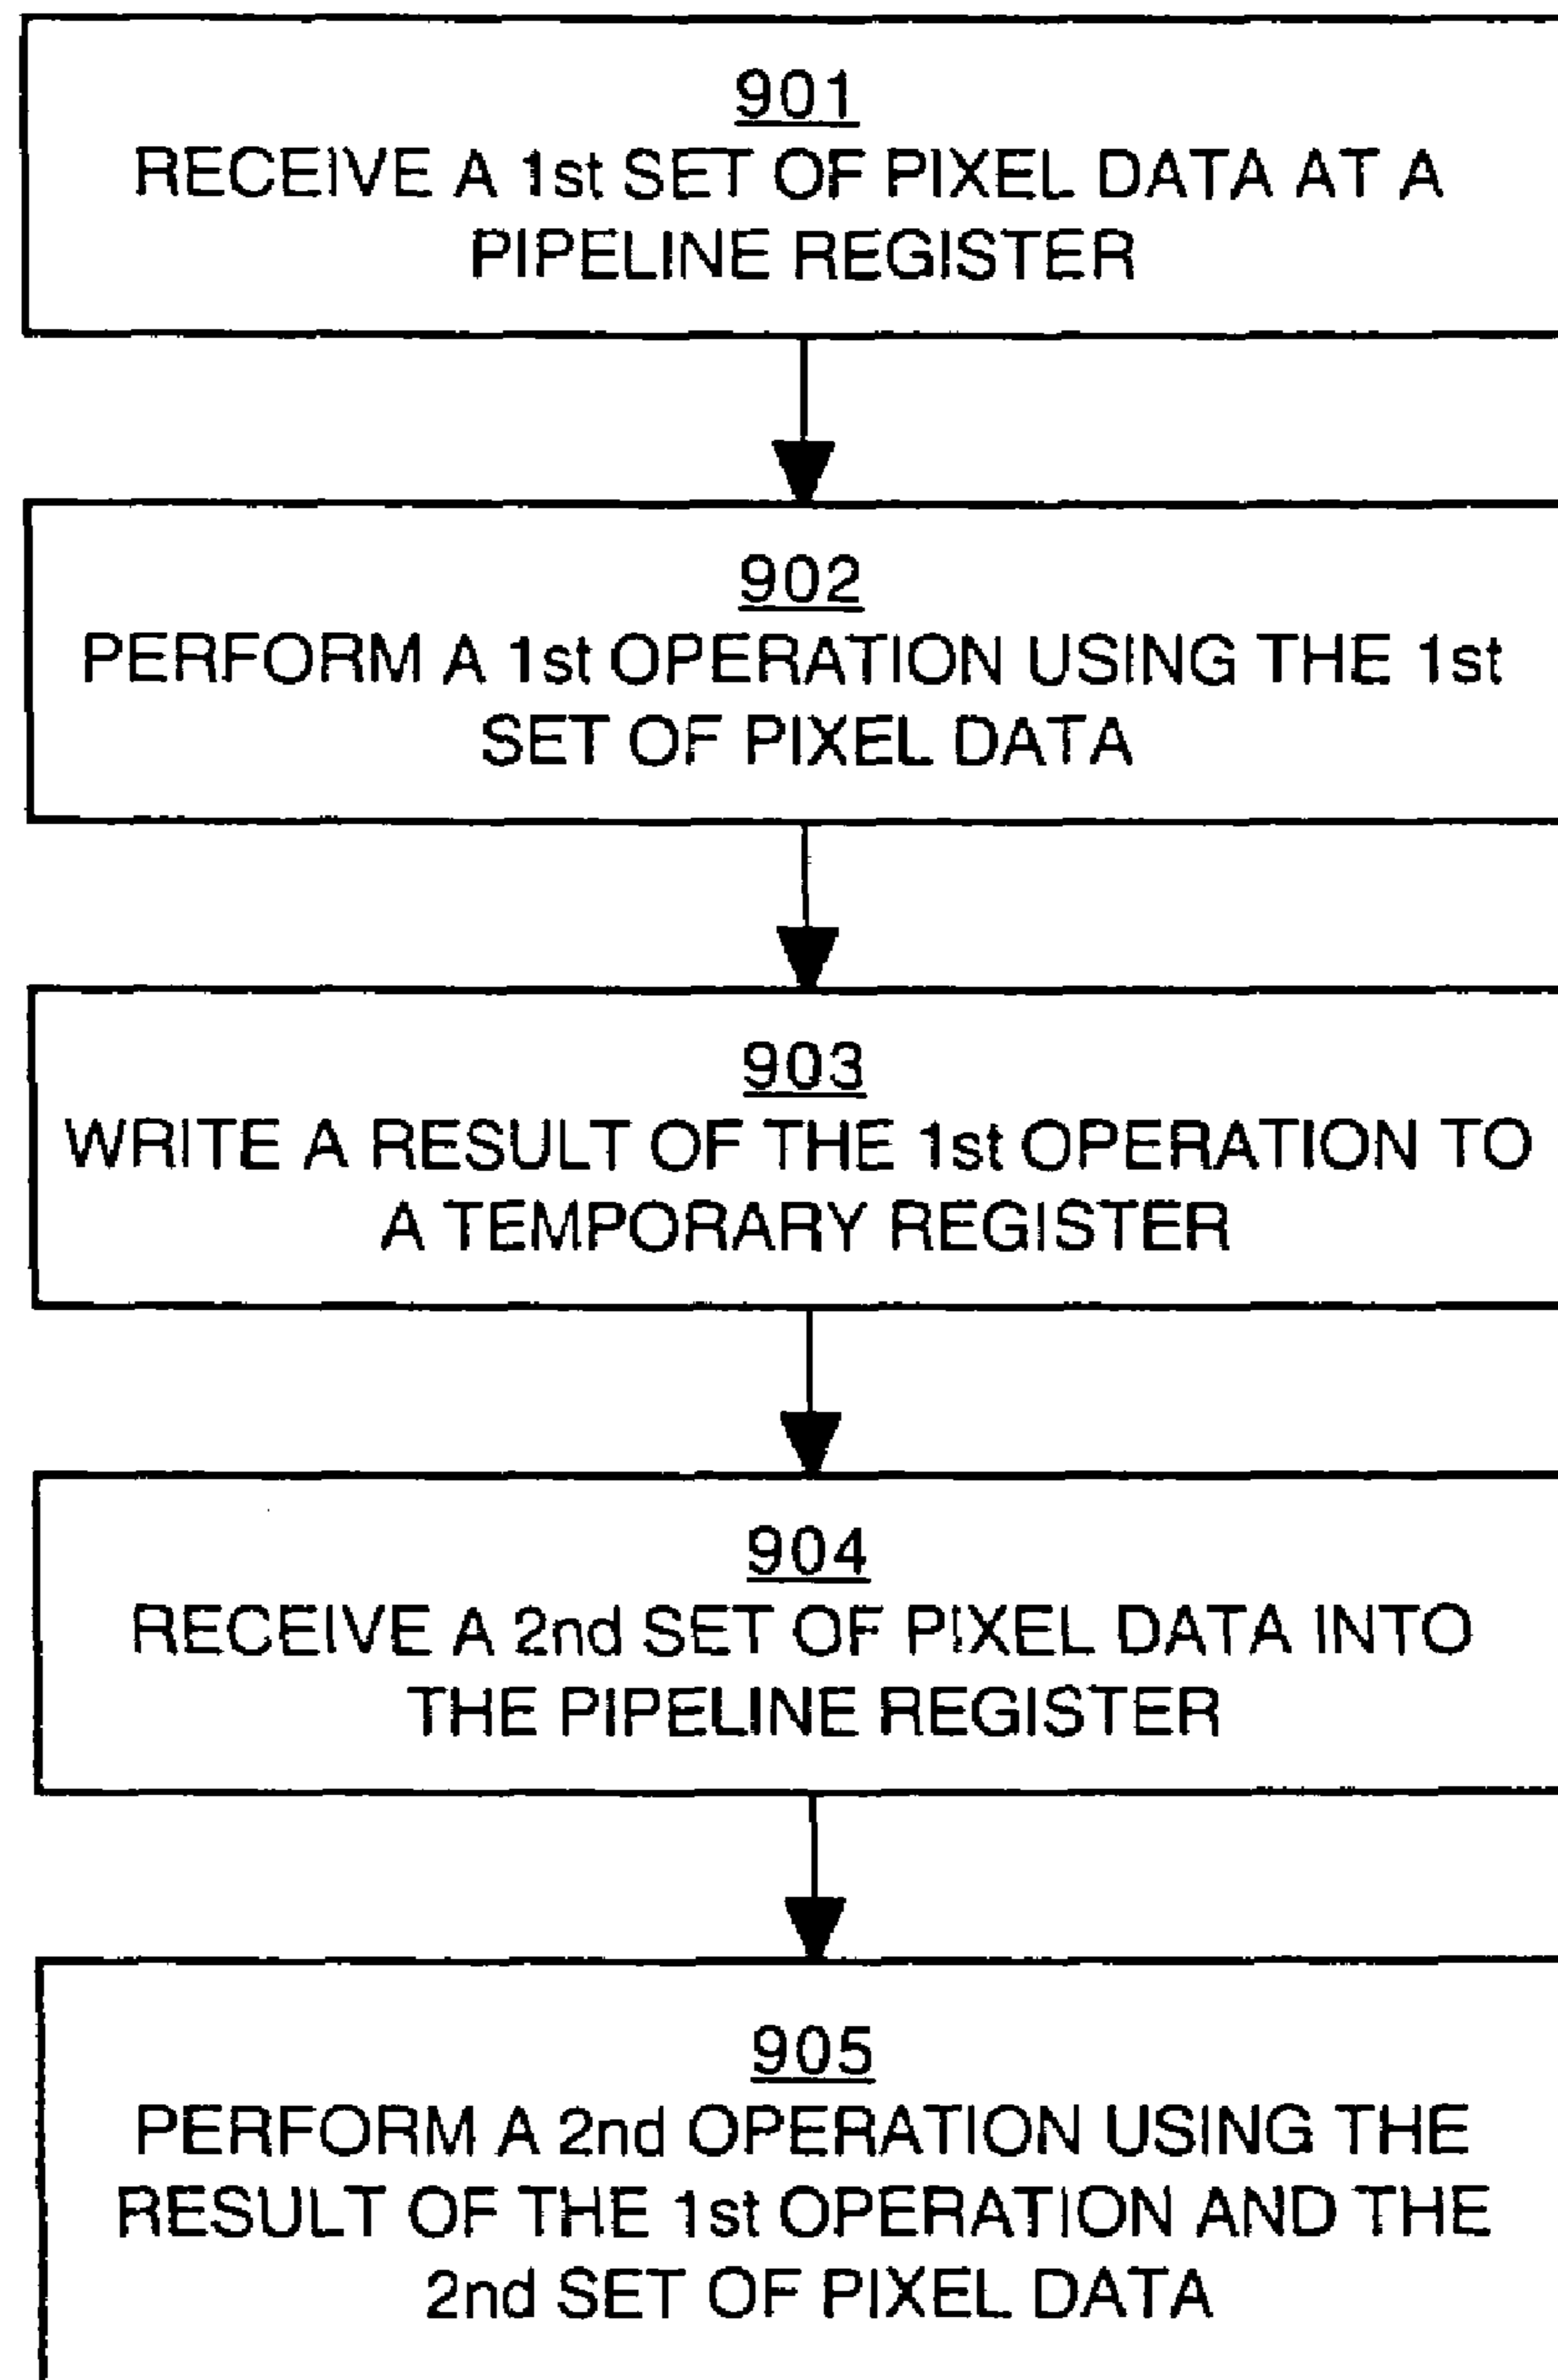 901
RECEIVE A 1st SET OF PIXEL DATA AT A
PIPELINE REGISTER
902
PERFORM A 1st OPERATION USING THE 1st
SET OF PIXEL DATA
903
WRITE A RESULT OF THE 1st OPERATION TO
A TEMPORARY REGISTER
904
RECEIVE A 2nd SET OF PIXEL DATA INTO
THE PIPELINE REGISTER
905
PERFORM A 2nd OPERATION USING THE
RESULT OF THE 1st OPERATION AND THE
2nd SET OF PIXEL DATA